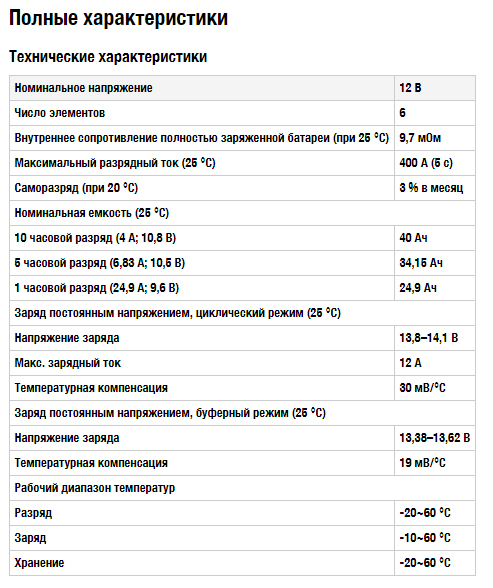 Полные характеристики
Технические характеристики
Номинальное напряжение 12 В
Число элементов 6
Внутреннее сопротивление полностью заряженной батареи (при 25 °С) 9,7 мОм
Максимальный разрядный ток (25 °С) 400 А (5 с)
Саморазряд (при 20 °С) 3 % в месяц
Номинальная емкость (25 °С)
10 часовой разряд (4 А; 10,8 В) 40 Ач
5 часовой разряд (6,83 А; 10,5 В) 34,15 Ач
1 часовой разряд (24,9 А; 9,6 В) 24,9 Ач
Заряд постоянным напряжением, циклический режим (25 °С)
Напряжение заряда 13,8–14,1 В
Макс. зарядный ток 12 А
Температурная компенсация 30 мВ/°С
Заряд постоянным напряжением, буферный режим (25 °С)
Напряжение заряда 13,38–13,62 В
Температурная компенсация 19 мВ/°С
Рабочий диапазон температур
Разряд -20~60 °С
Заряд -10~60 °С
Хранение -20~60 °С